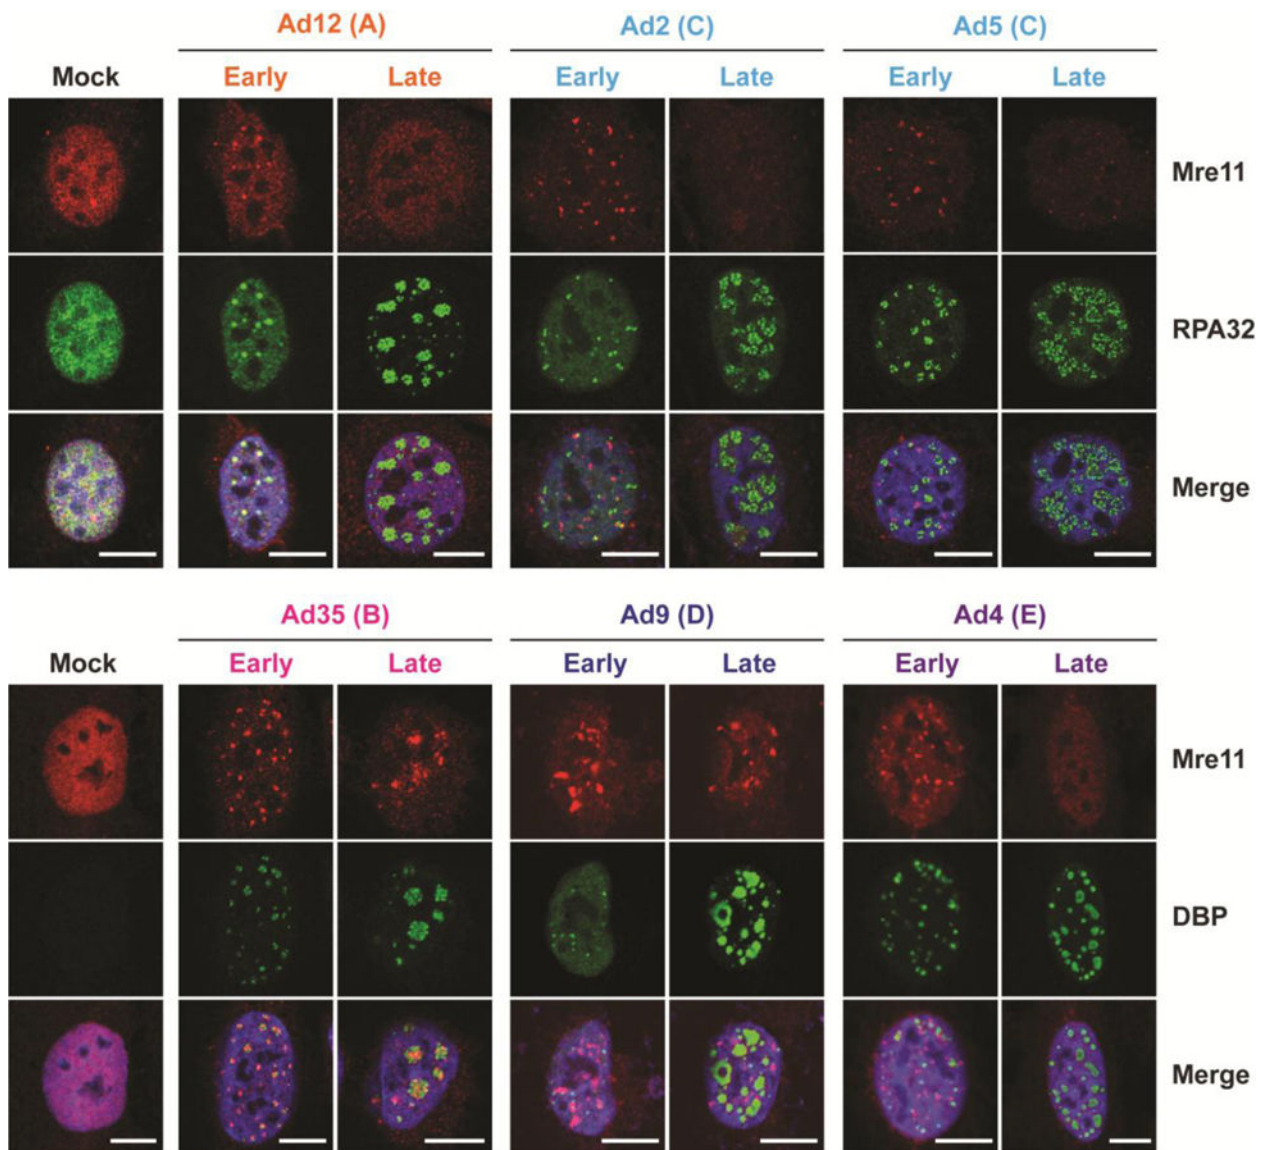 Ad12 (A) Ad2 (C) Ad5 (C)
Mock Early Late Early Late Early Late
Mre11
RPA32
Merge
Ad35 (B) Ad9 (D) Ad4 (E)
Mock Early Late Early Late Early Late
Mre11
DBP
Merge